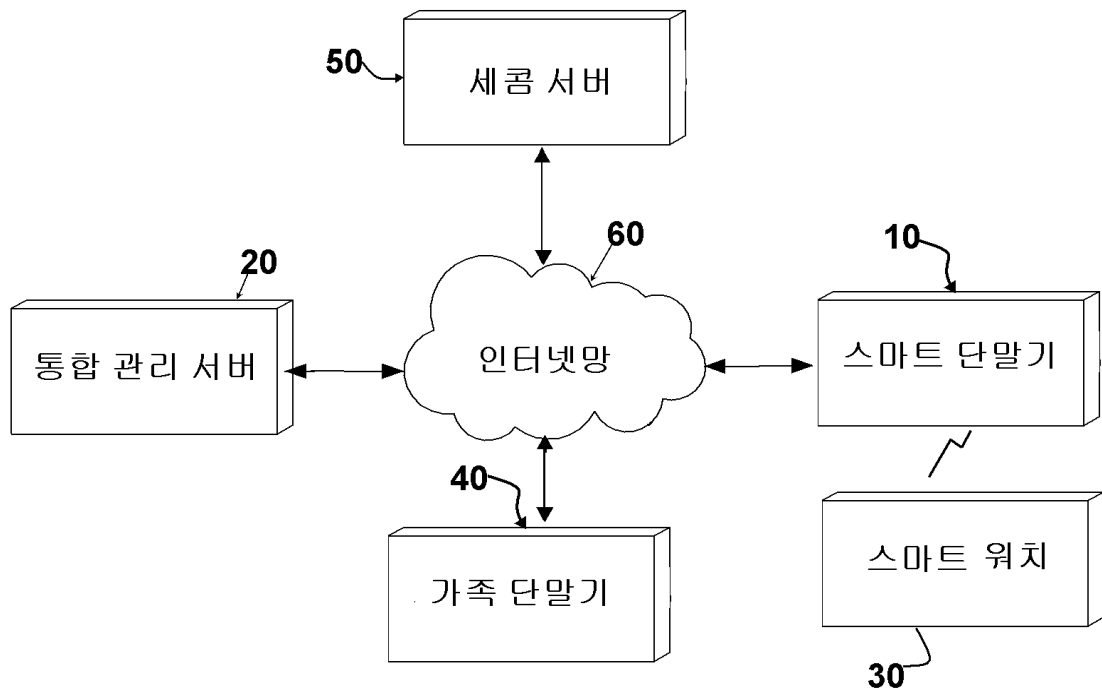 50
세콤 서버
60
10
20
통합 관리 서버
인터넷망
스마트 단말기
40
가족 단말기
스마트 워치
30